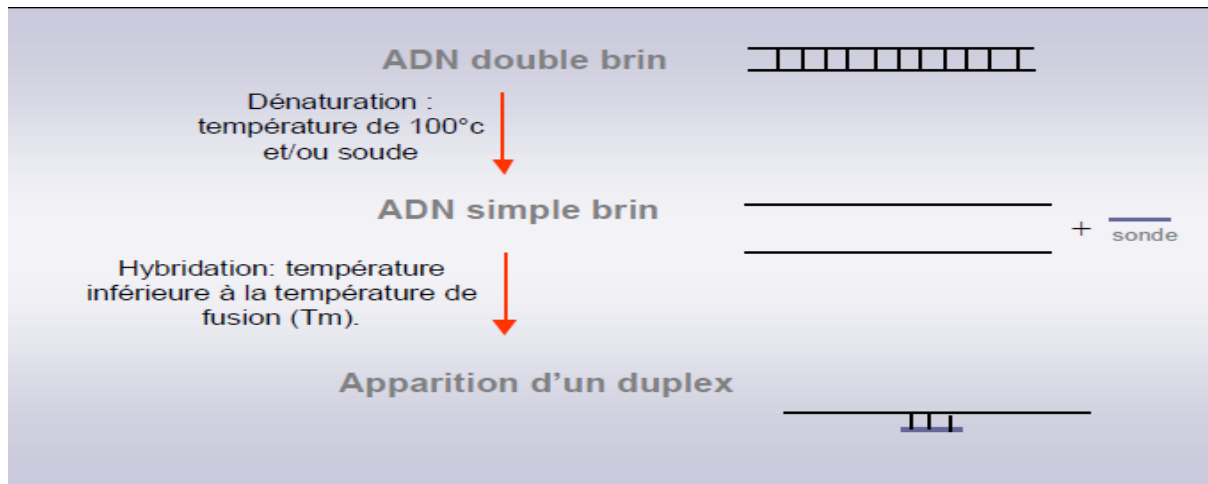 ADN double brin
Dénaturation :
température de 100°c
et/ou soude
ADN simple brin
+
sonde
Hybridation: température
inférieure à la température de
fusion (Tm).
Apparition d’un duplex